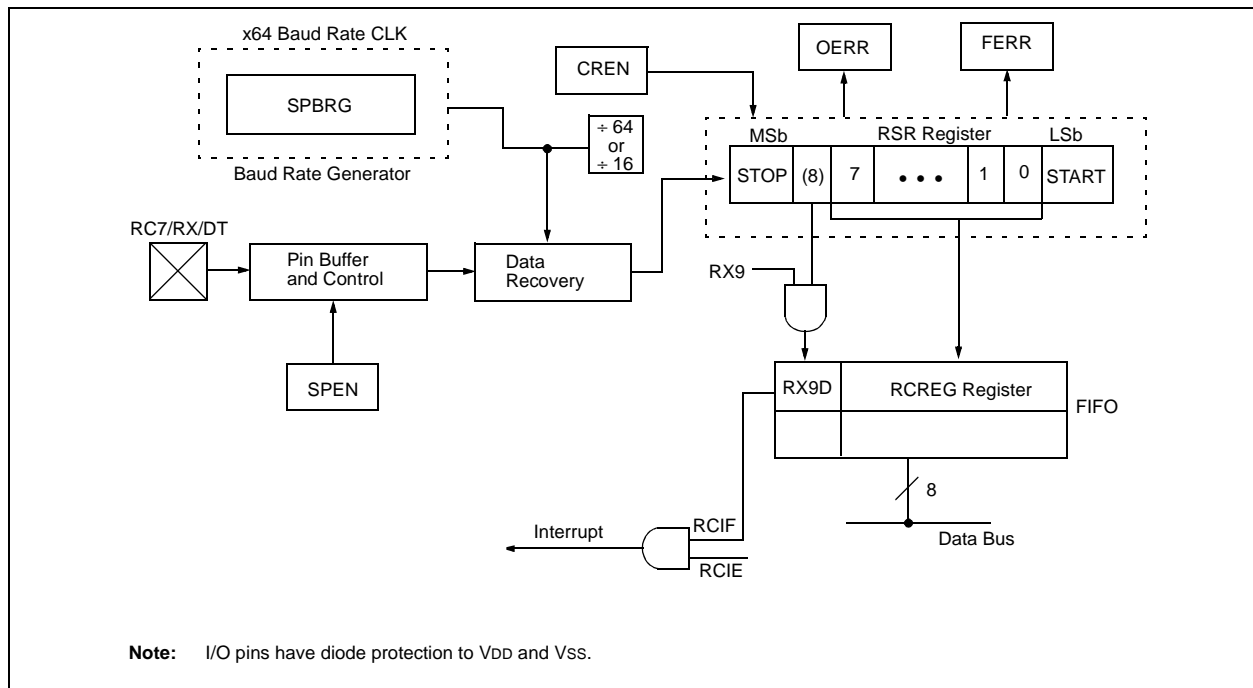 x64 Baud Rate CLK
SPBRG
Baud Rate Generator
CREN
OERR
FERR
÷ 64
or
÷ 16
MSb
RSR Register
LSb
STOP
(8)
7
• • •
1
0
START
RC7/RX/DT
Pin Buffer
and Control
Data
Recovery
RX9
SPEN
RX9D
RCREG Register
FIFO
8
Data Bus
Interrupt
RCIF
RCIE
Note: I/O pins have diode protection to VDD and VSS.